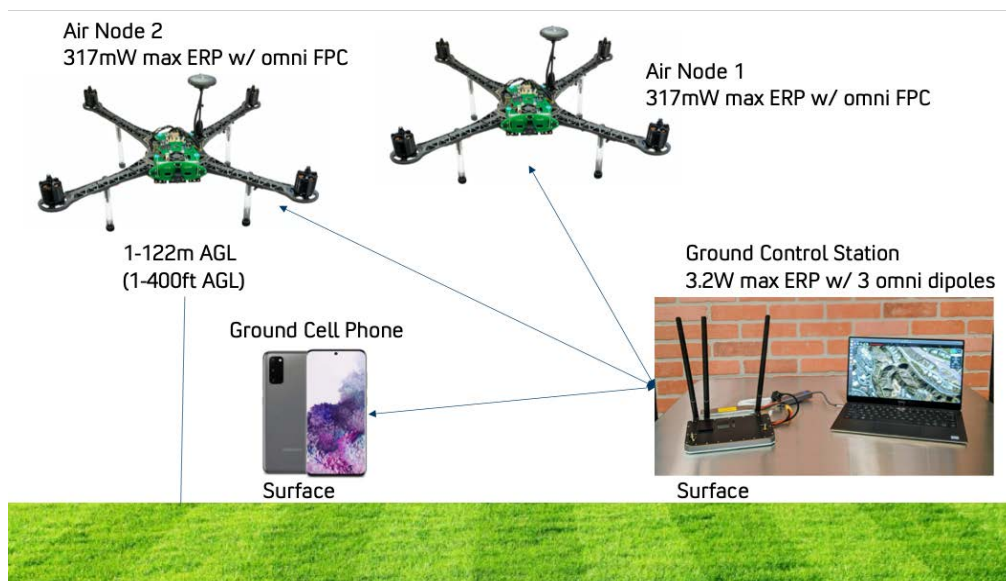 Air Node 2
317mW max ERP w/ omni FPC
Air Node 1
317mW max ERP w/ omni FPC
1-122m AGL
(1-400ft AGL)
Ground Control Station
3.2W max ERP w/ 3 omni dipoles
Ground Cell Phone
Surface
Surface